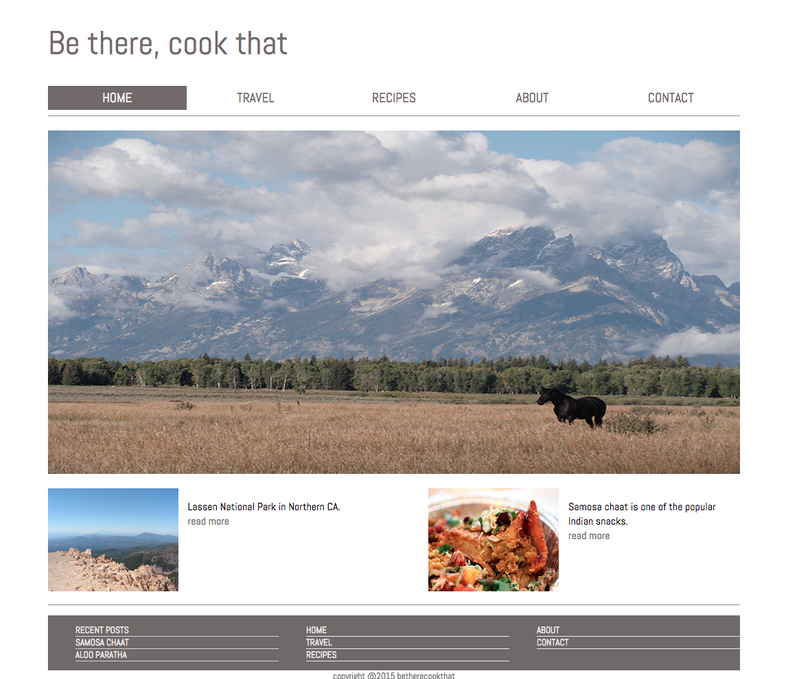 Be there, cook that
HOME TRAVEL RECIPES ABOUT CONTACT
Lassen National Park in Northern CA.
read more
Samosa chaat is one of the popular
Indian snacks.
read more
RECENT POSTS
SAMOSA CHAAT
ALOO PARATHA
HOME
TRAVEL
RECIPES
ABOUT
CONTACT
copyright @2015 betherecookthat